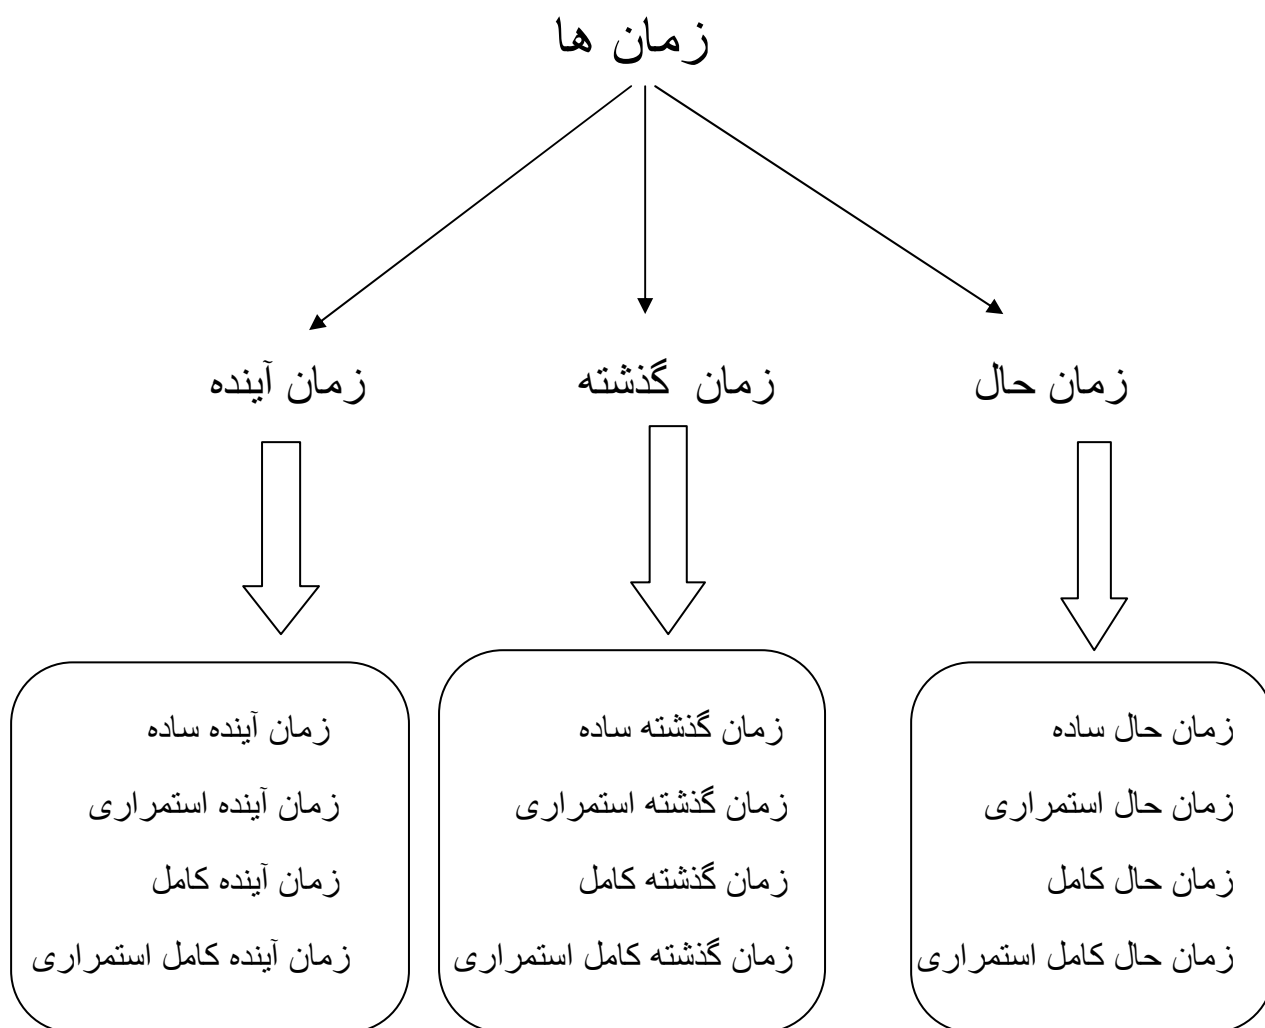 زمان ها
زمان حال
زمان گذشته
زمان آینده
زمان حال ساده
زمان حال استمراری
زمان حال کامل
زمان حال کامل استمراری
زمان گذشته ساده
زمان گذشته استمراری
زمان گذشته کامل
زمان گذشته کامل استمراری
زمان آینده ساده
زمان آینده استمراری
زمان آینده کامل
زمان آینده کامل استمراری